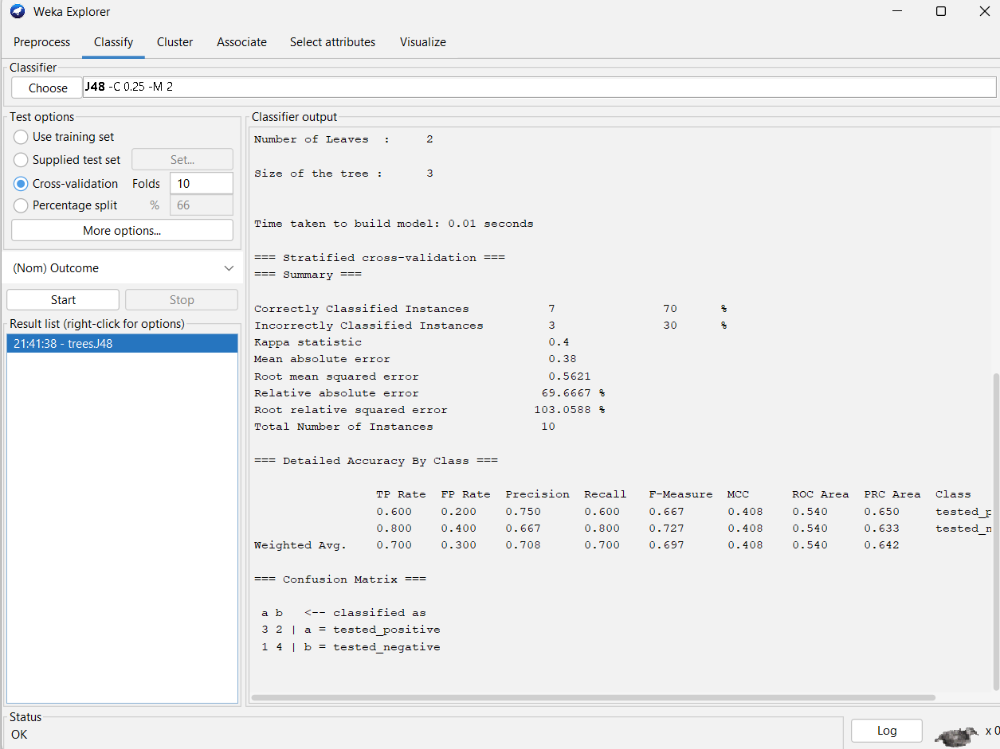 Weka Explorer
Preprocess Classify Cluster Associate Select attributes Visualize
Classifier
Choose J48 -C 0.25 -M 2
Test options
Use training set
Supplied test set Set...
Cross-validation Folds 10
Percentage split % 66
More options...
(Nom) Outcome
Start Stop
Result list (right-click for options)
21:41:38 - trees.J48
Classifier output
Number of Leaves : 2
Size of the tree : 3
Time taken to build model: 0.01 seconds
=== Stratified cross-validation ===
=== Summary ===
Correctly Classified Instances 7 70 %
Incorrectly Classified Instances 3 30 %
Kappa statistic 0.4
Mean absolute error 0.38
Root mean squared error 0.5621
Relative absolute error 69.6667 %
Root relative squared error 103.0588 %
Total Number of Instances 10
=== Detailed Accuracy By Class ===
TP Rate FP Rate Precision Recall F-Measure MCC ROC Area PRC Area Class
0.600 0.200 0.750 0.600 0.667 0.408 0.540 0.650 tested_p
0.800 0.400 0.667 0.800 0.727 0.408 0.540 0.633 tested_n
Weighted Avg. 0.700 0.300 0.708 0.700 0.697 0.408 0.540 0.642
=== Confusion Matrix ===
a b <-- classified as
3 2 | a = tested_positive
1 4 | b = tested_negative
Status
OK
Log x 0